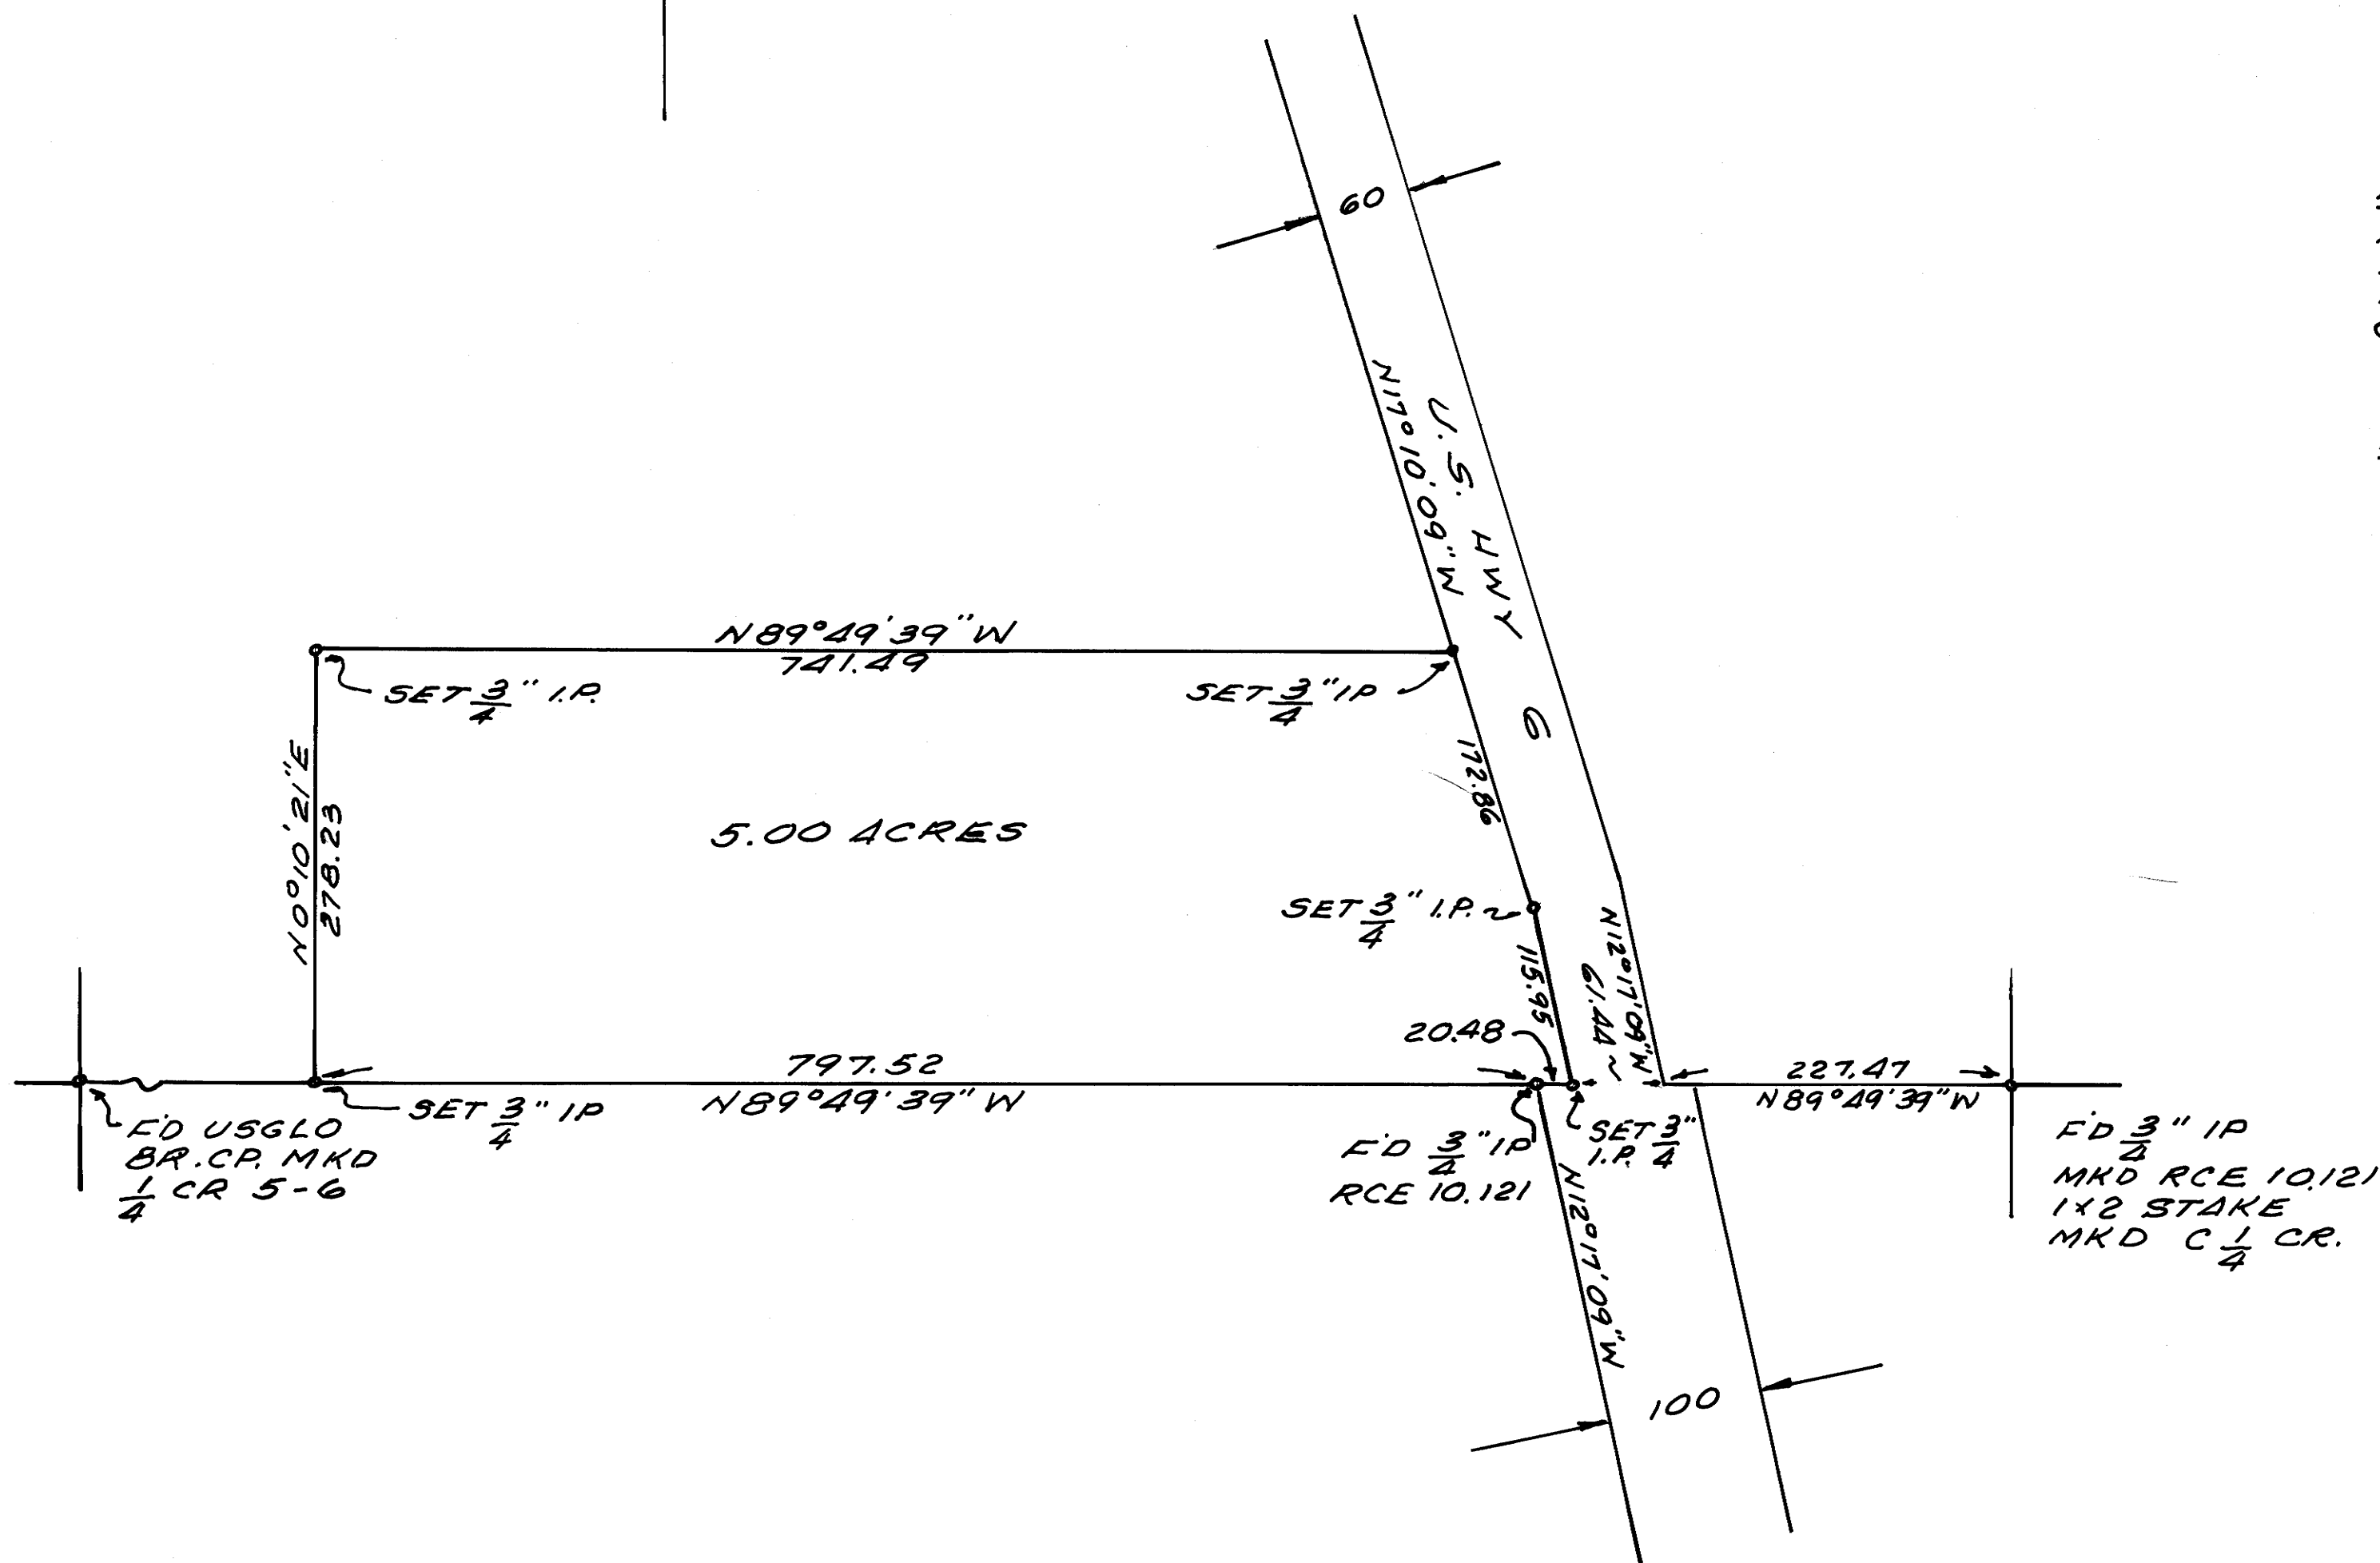 60
N17°10'09"W
U.S. HWY 6
N89°49'39"W
741.49
SET 3/4" I.P.
SET 3/4" IP
172.86
N0°10'21"E
278.23
5.00 ACRES
SET 3/4" I.P.
115.95
N12°17'09"W
61.44
20.48
797.52
N89°49'39"W
227.47
N89°49'39"W
F'D USGLO
BR.CP. MKD
1/4 CR 5-6
SET 3/4" IP
F'D 3/4" IP
RCE 10.121
SET 3/4"
I.P.
F'D 3/4" IP
MKD RCE 10.121
1x2 STAKE
MKD C 1/4 CR.
N12°17'09"W
100